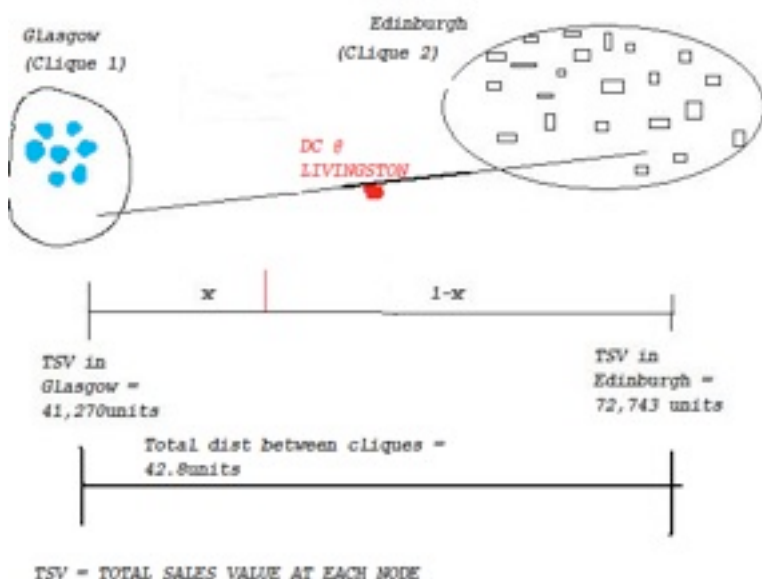 Glasgow
(Clique 1)
Edinburgh
(Clique 2)
DC @
LIVINGSTON
x
1-x
TSV in
Glasgow =
41,270units
TSV in
Edinburgh =
72,743 units
Total dist between cliques =
42.8units
TSV = TOTAL SALES VALUE AT EACH NODE